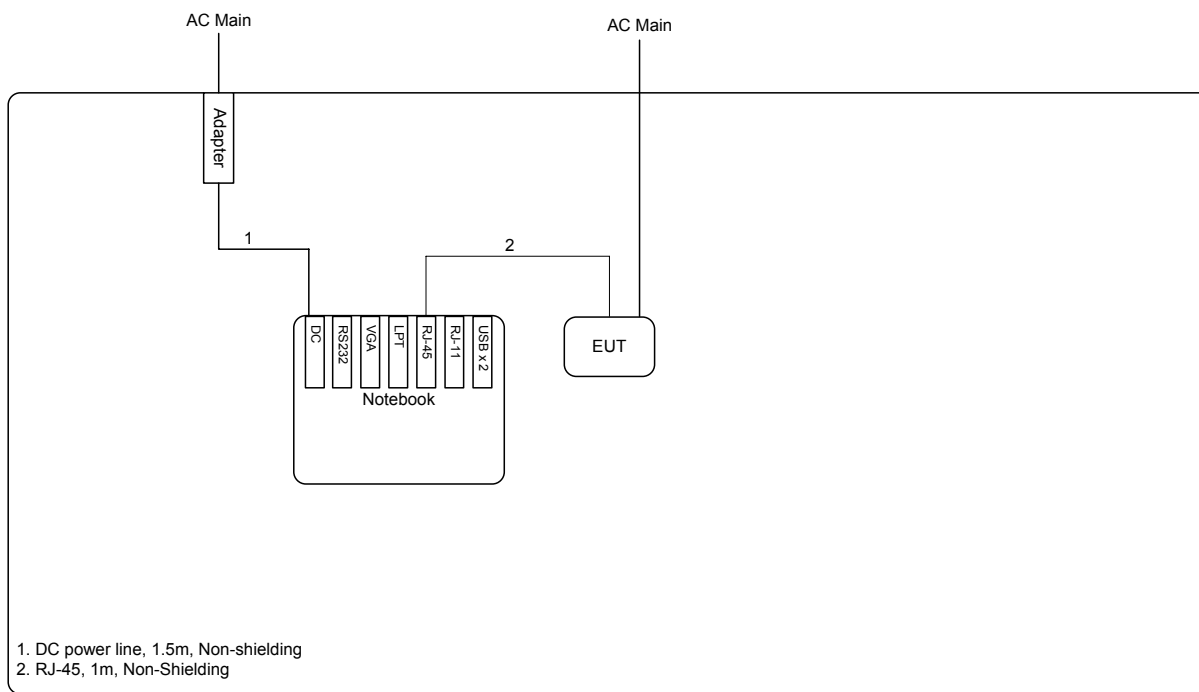 AC Main
AC Main
Adapter
1
2
DC
RS232
VGA
LPT
RJ-45
RJ-11
USB x 2
EUT
Notebook
1. DC power line, 1.5m, Non-shielding
2. RJ-45, 1m, Non-Shielding